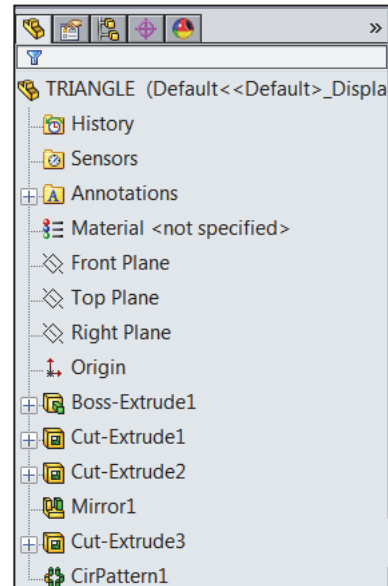 »
TRIANGLE (Default<<Default>_Displa
History
Sensors
A Annotations
Material <not specified>
Front Plane
Top Plane
Right Plane
Origin
Boss-Extrude1
Cut-Extrude1
Cut-Extrude2
Mirror1
Cut-Extrude3
CirPattern1